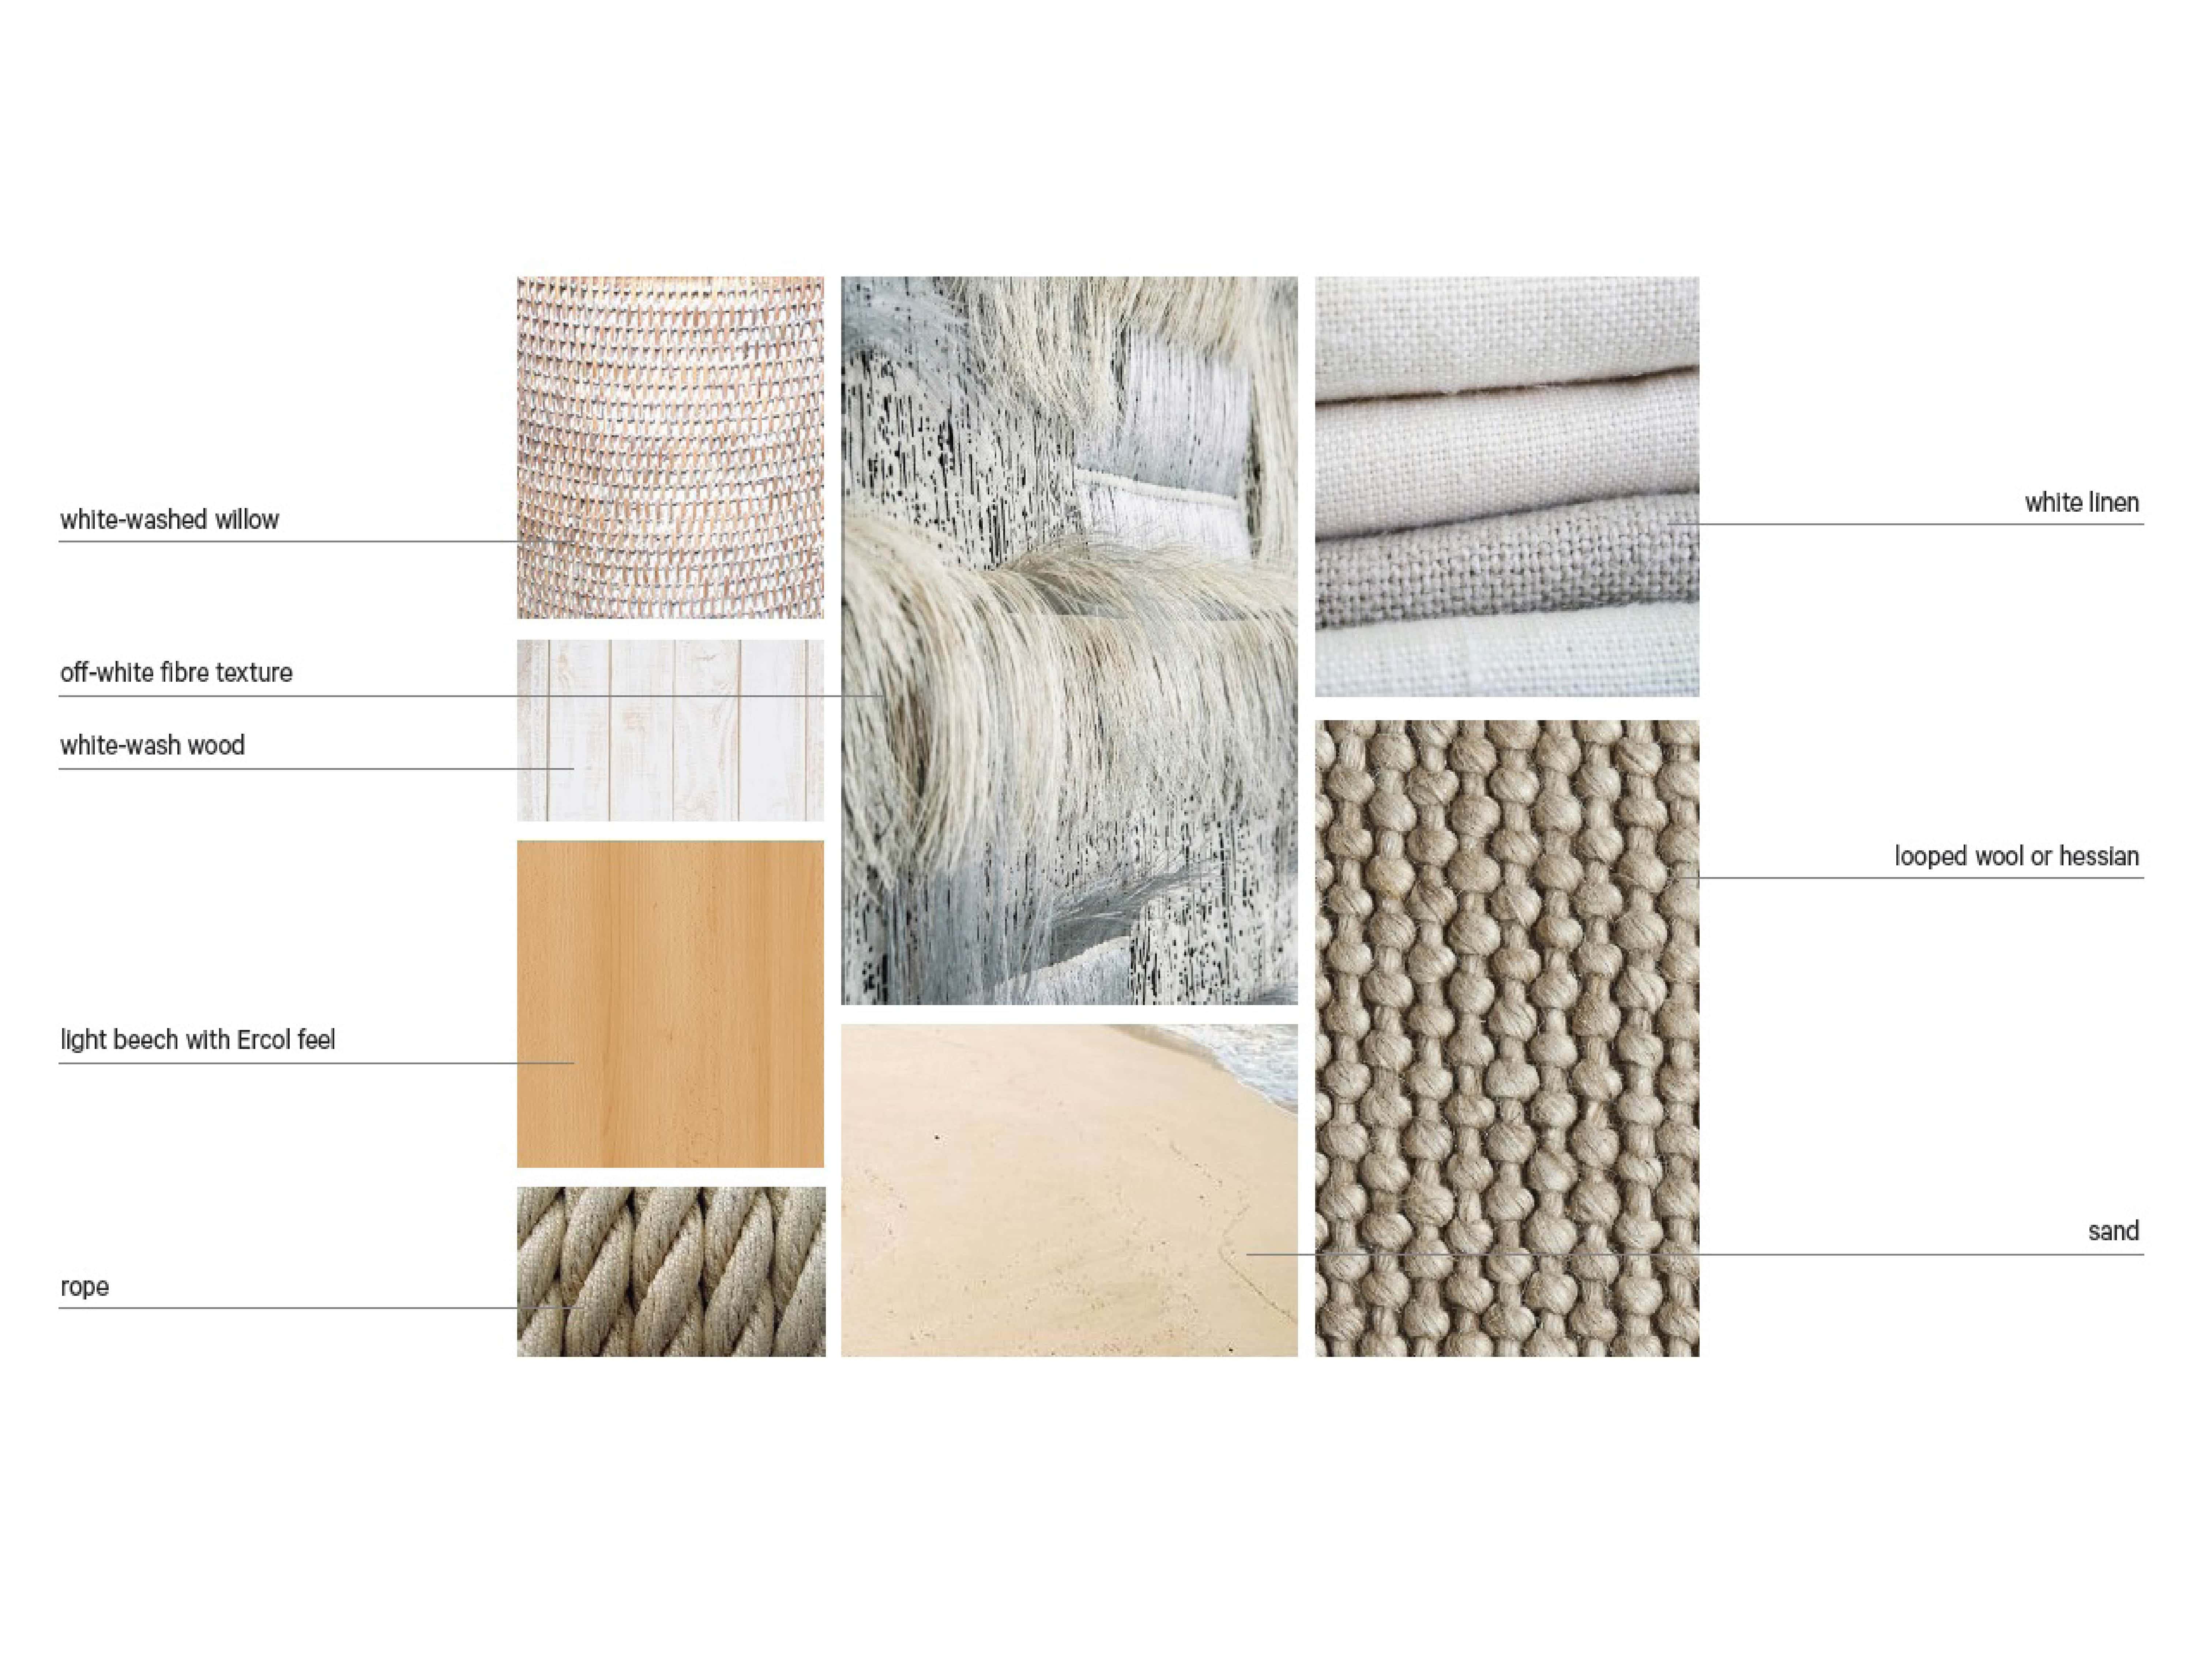 white-washed willow
off-white fibre texture
white-wash wood
light beech with Ercol feel
rope
white linen
looped wool or hessian
sand